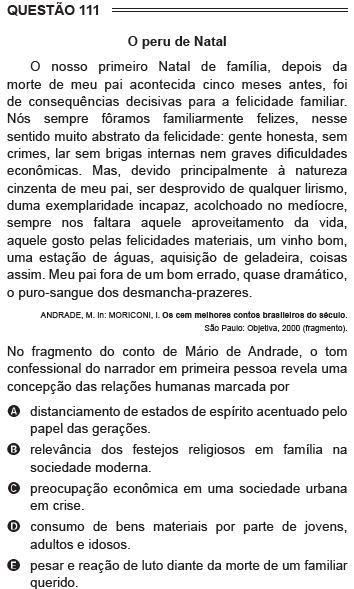 QUESTÃO 111
O peru de Natal
O nosso primeiro Natal de família, depois da
morte de meu pai acontecida cinco meses antes, foi
de consequências decisivas para a felicidade familiar.
Nós sempre fôramos familiarmente felizes, nesse
sentido muito abstrato da felicidade: gente honesta, sem
crimes, lar sem brigas internas nem graves dificuldades
econômicas. Mas, devido principalmente à natureza
cinzenta de meu pai, ser desprovido de qualquer lirismo,
duma exemplaridade incapaz, acolchoado no medíocre,
sempre nos faltara aquele aproveitamento da vida,
aquele gosto pelas felicidades materiais, um vinho bom,
uma estação de águas, aquisição de geladeira, coisas
assim. Meu pai fora de um bom errado, quase dramático,
o puro-sangue dos desmancha-prazeres.
ANDRADE, M. In: MORICONI, I. Os cem melhores contos brasileiros do século.
São Paulo: Objetiva, 2000 (fragmento).
No fragmento do conto de Mário de Andrade, o tom
confessional do narrador em primeira pessoa revela uma
concepção das relações humanas marcada por
A distanciamento de estados de espírito acentuado pelo
papel das gerações.
B relevância dos festejos religiosos em família na
sociedade moderna.
C preocupação econômica em uma sociedade urbana
em crise.
D consumo de bens materiais por parte de jovens,
adultos e idosos.
E pesar e reação de luto diante da morte de um familiar
querido.